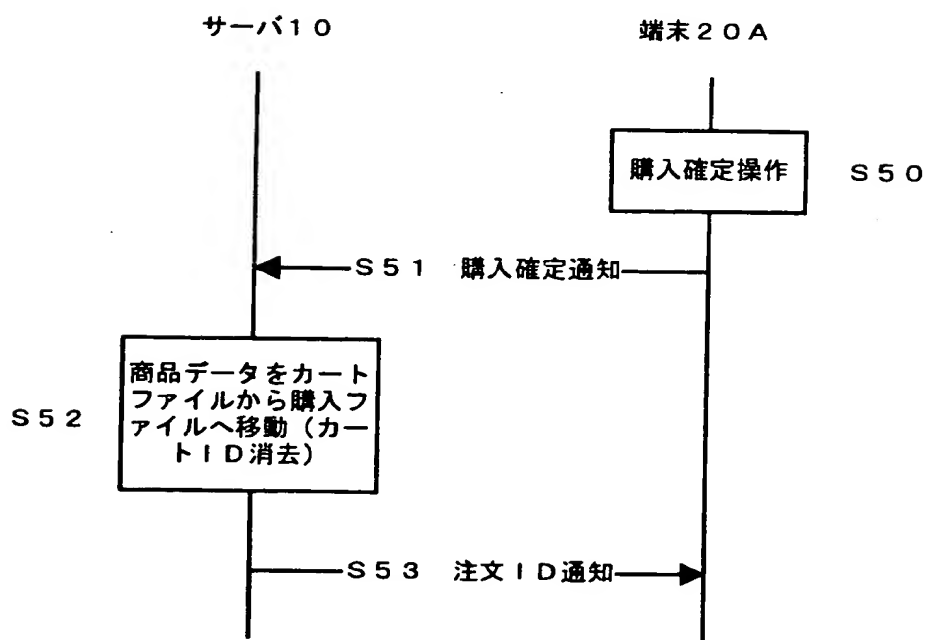 サーバ10
端末20A
購入確定操作
S50
S51 購入確定通知
商品データをカート
ファイルから購入フ
ァイルへ移動(カー
トID消去)
S52
S53 注文ID通知